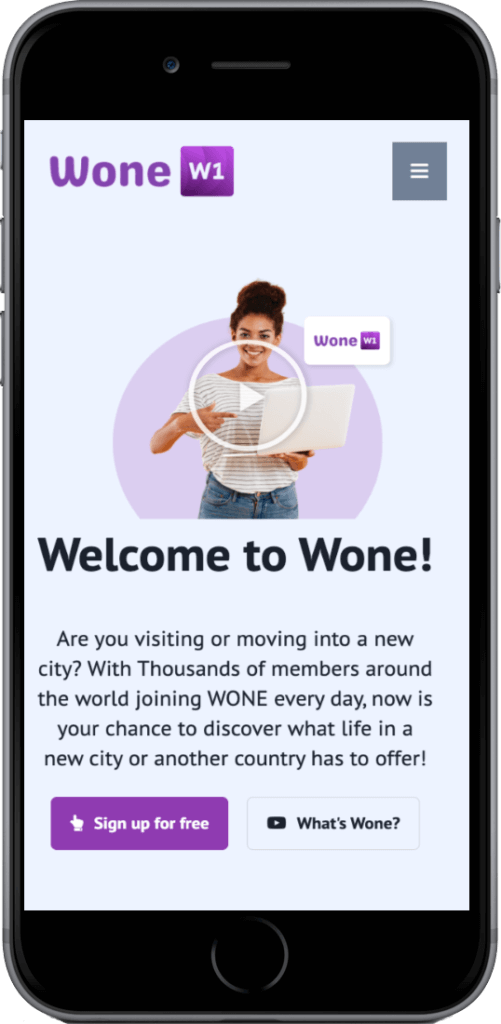 Wone W1
Wone W1
Welcome to Wone!
Are you visiting or moving into a new
city? With Thousands of members around
the world joining WONE every day, now is
your chance to discover what life in a
new city or another country has to offer!
Sign up for free
What's Wone?